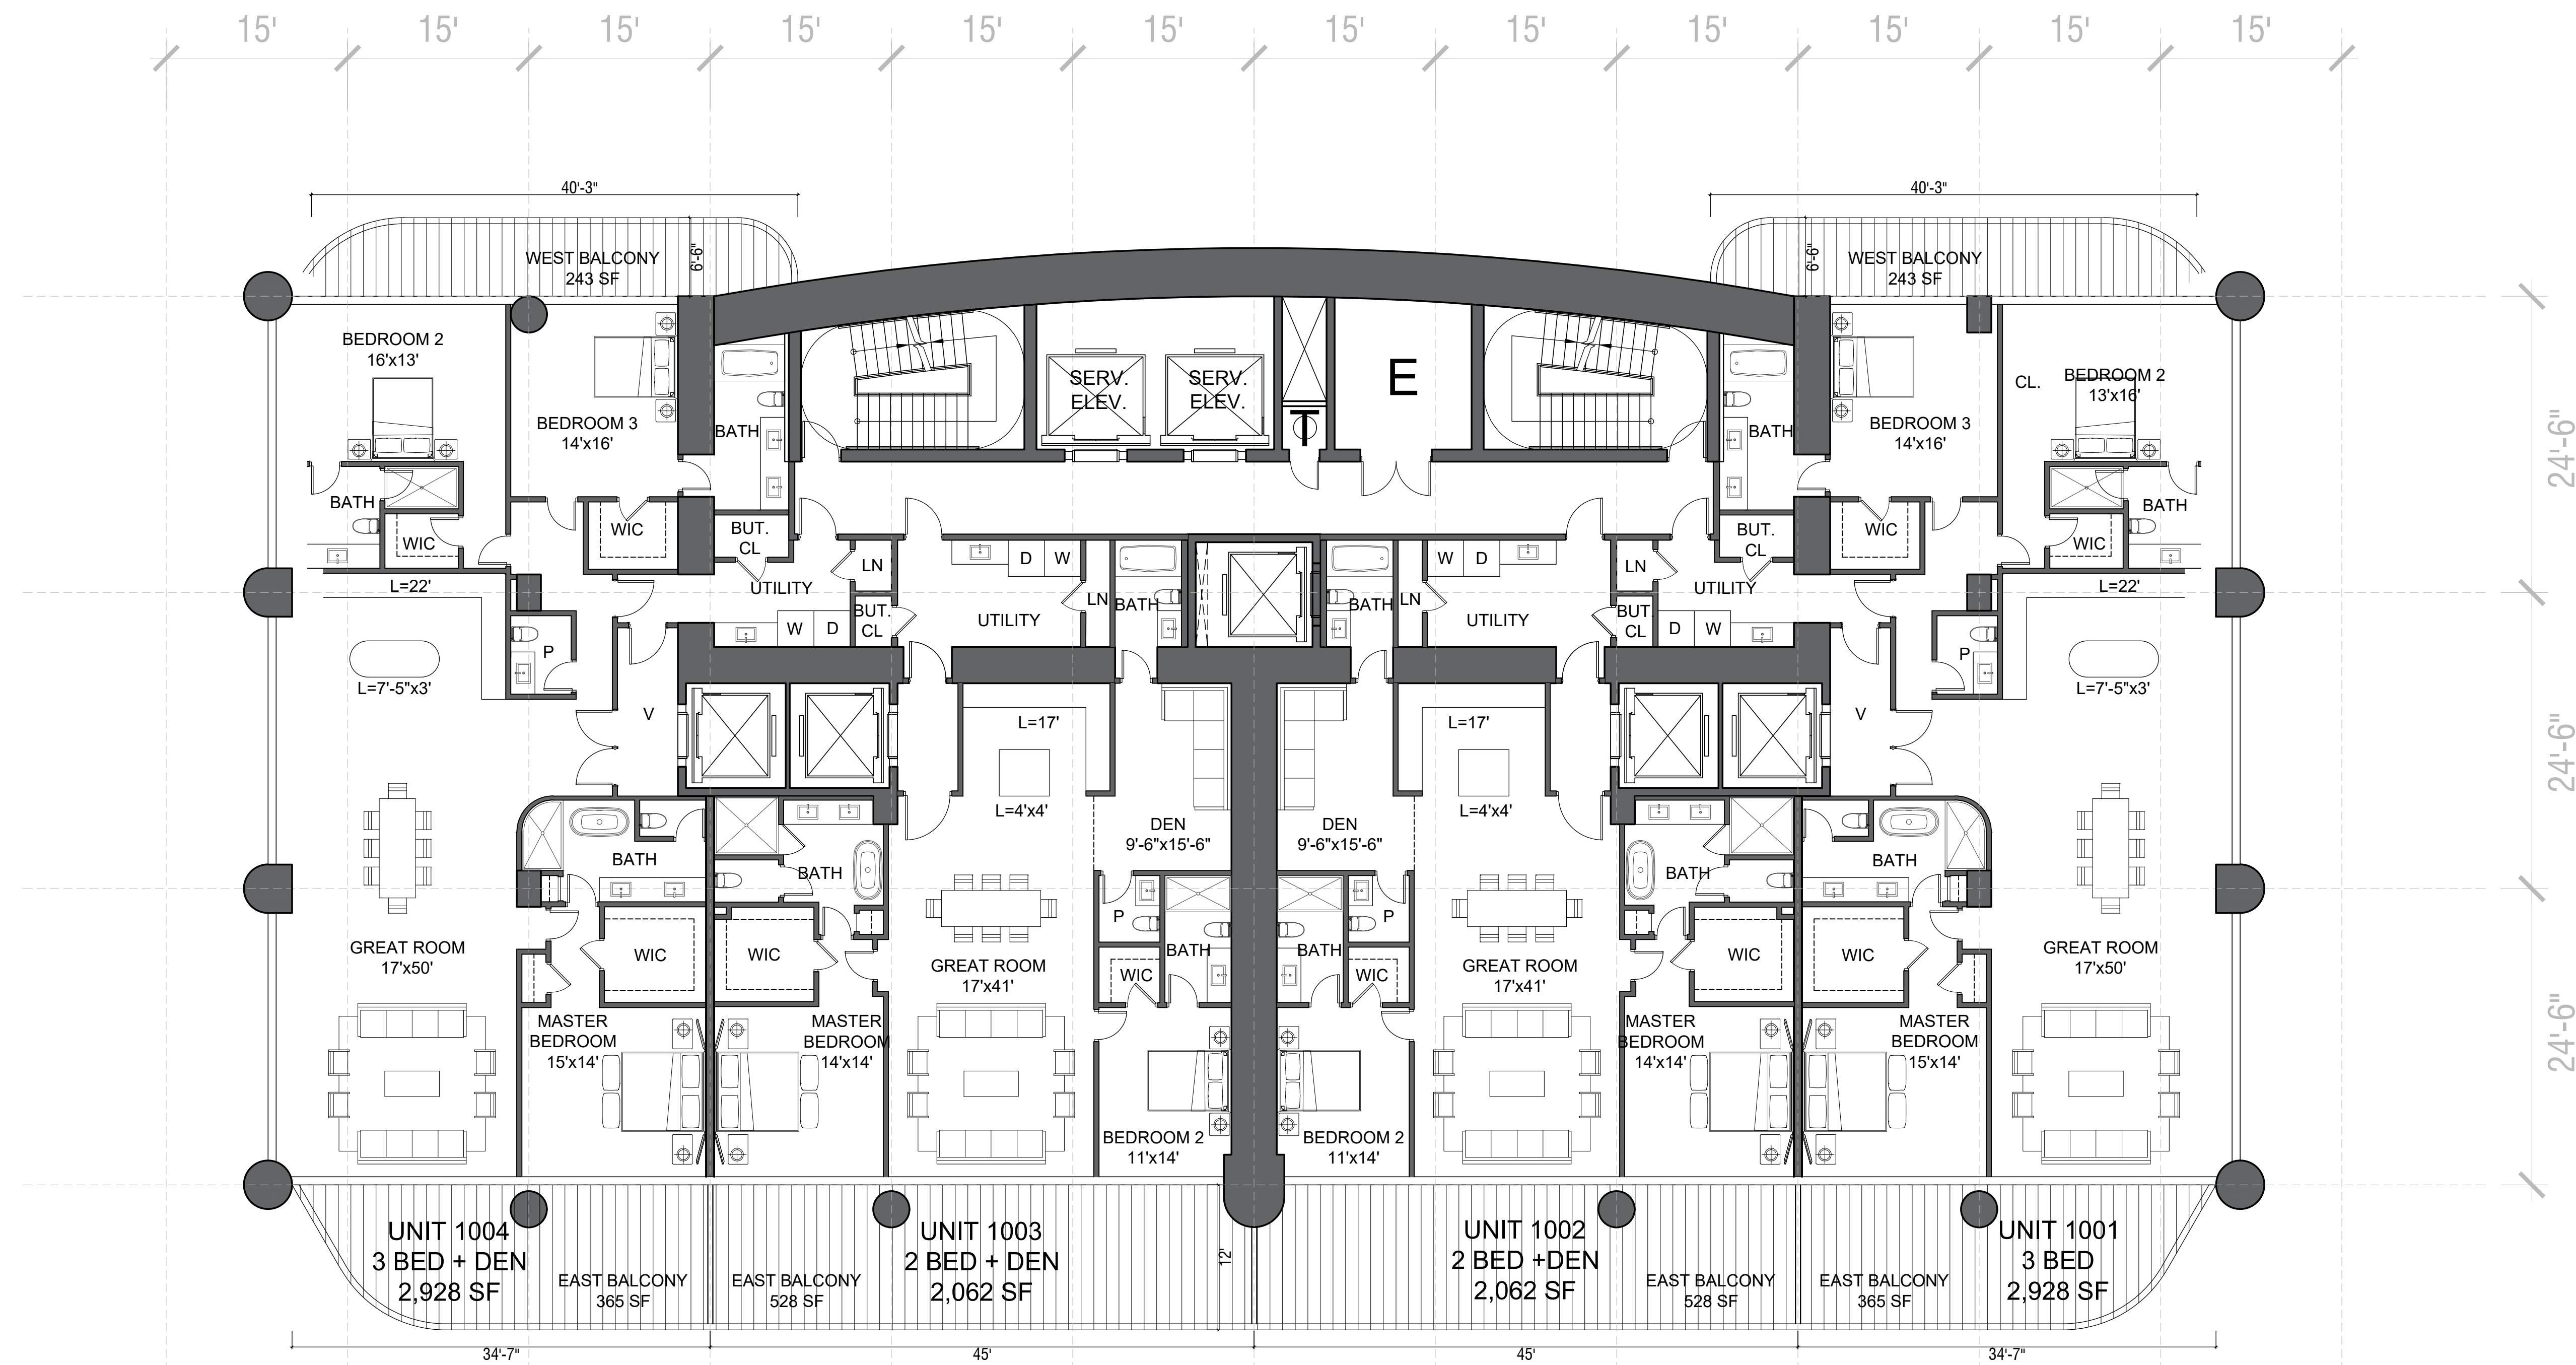 15' 15' 15' 15' 15' 15' 15' 15' 15' 15' 15' 15'
40'-3" 40'-3"
6'-6" 6'-6"
WEST BALCONY
243 SF
WEST BALCONY
243 SF
BEDROOM 2
16'x13'
BEDROOM 3
14'x16'
BATH
SERV.
ELEV.
SERV.
ELEV.
T
E
BATH
BEDROOM 3
14'x16'
CL.
BEDROOM 2
13'x16'
24'-6"
BATH
WIC
WIC
BUT.
CL
BUT.
CL
WIC
WIC
BATH
L=22'
UTILITY
LN
BUT.
CL
W D
D W
UTILITY
LN
BATH
BATH
LN
W D
UTILITY
LN
BUT.
CL
D W
UTILITY
L=22'
P
L=7'-5"x3'
V
L=17'
L=4'x4'
DEN
9'-6"x15'-6"
DEN
9'-6"x15'-6"
L=17'
L=4'x4'
V
P
L=7'-5"x3'
24'-6"
BATH
BATH
P
BATH
WIC
P
BATH
WIC
BATH
BATH
GREAT ROOM
17'x50'
WIC
WIC
GREAT ROOM
17'x41'
GREAT ROOM
17'x41'
WIC
WIC
GREAT ROOM
17'x50'
24'-6"
MASTER
BEDROOM
15'x14'
MASTER
BEDROOM
14'x14'
BEDROOM 2
11'x14'
BEDROOM 2
11'x14'
MASTER
BEDROOM
14'x14'
MASTER
BEDROOM
15'x14'
UNIT 1004
3 BED + DEN
2,928 SF
EAST BALCONY
365 SF
EAST BALCONY
528 SF
UNIT 1003
2 BED + DEN
2,062 SF
12'
UNIT 1002
2 BED +DEN
2,062 SF
EAST BALCONY
528 SF
EAST BALCONY
365 SF
UNIT 1001
3 BED
2,928 SF
34'-7" 45' 45' 34'-7"